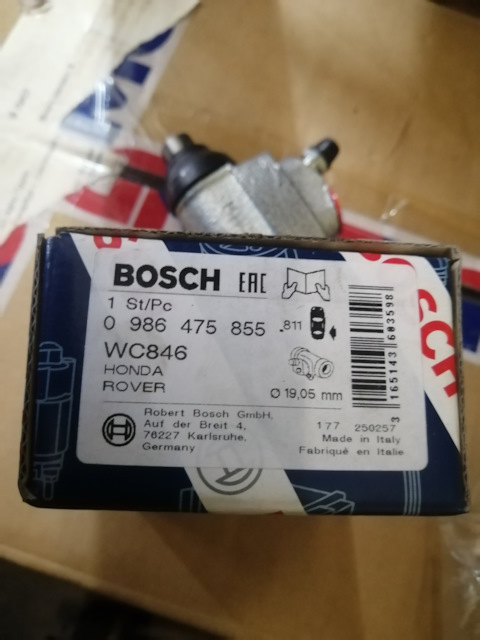 BOSCH EAC
1 St/Pc
0 986 475 855 .811
WC846
HONDA
ROVER
Ø 19,05 mm
Robert Bosch GmbH,
Auf der Breit 4,
76227 Karlsruhe,
Germany
177 250257
Made in Italy
Fabriqué en Italie
3 165143 683598